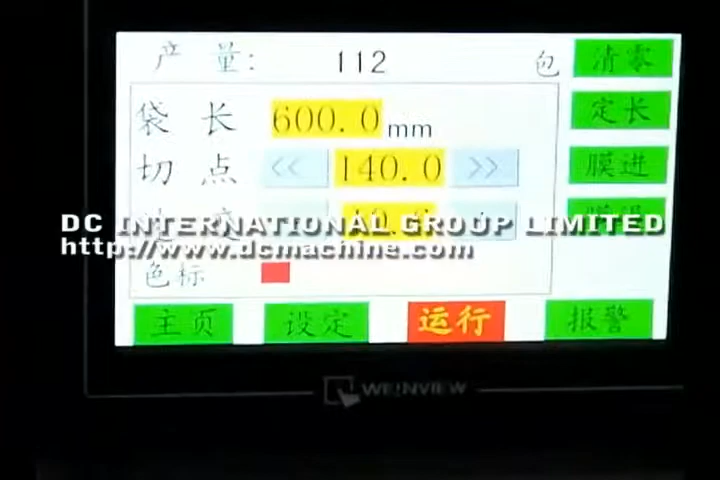 产 量: 112 包 清零
定长
袋 长 600.0 mm
切 点 << 140.0 >> 膜进
DC INTERNATIONAL GROUP LIMITED
http://www.dcmachine.com
色标
主页 设定 运行 报警
WEINVIEW